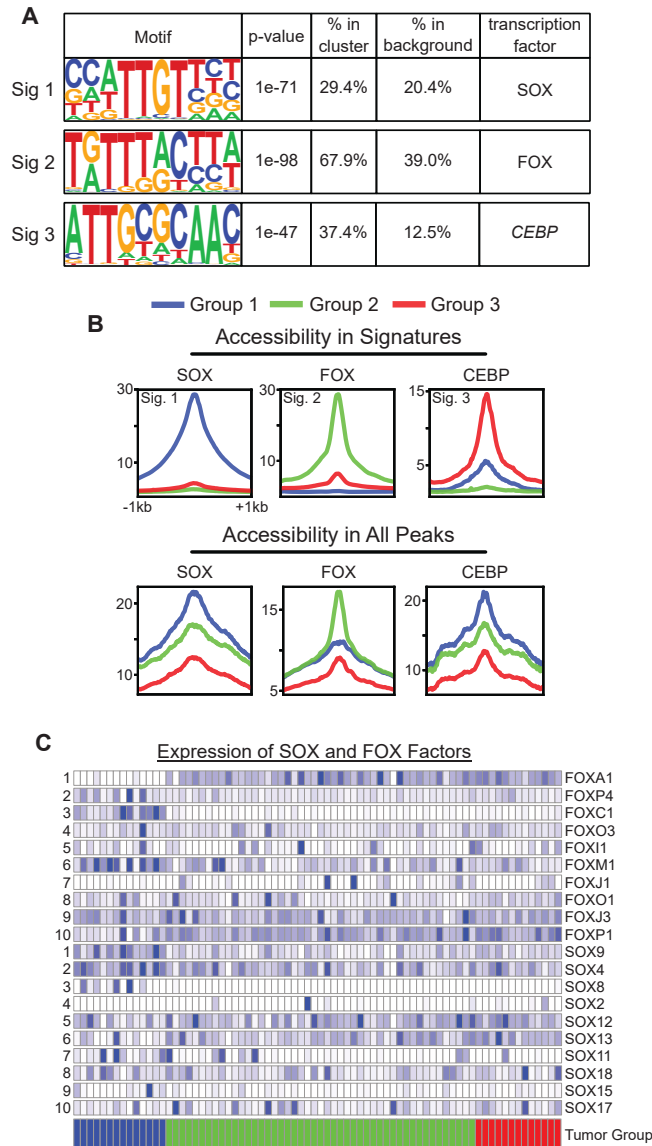 A
Motif p-value % in cluster % in background transcription factor
Sig 1 1e-71 29.4% 20.4% SOX
Sig 2 1e-98 67.9% 39.0% FOX
Sig 3 1e-47 37.4% 12.5% CEBP
Group 1 Group 2 Group 3
B
Accessibility in Signatures
SOX FOX CEBP
30 30 15
Sig. 1 Sig. 2 Sig. 3
10 10 5
-1kb +1kb
Accessibility in All Peaks
SOX FOX CEBP
20 15 20
10 5 10
C
Expression of SOX and FOX Factors
1 FOXA1
2 FOXP4
3 FOXC1
4 FOXO3
5 FOXI1
6 FOXM1
7 FOXJ1
8 FOXO1
9 FOXJ3
10 FOXP1
1 SOX9
2 SOX4
3 SOX8
4 SOX2
5 SOX12
6 SOX13
7 SOX11
8 SOX18
9 SOX15
10 SOX17
Tumor Group